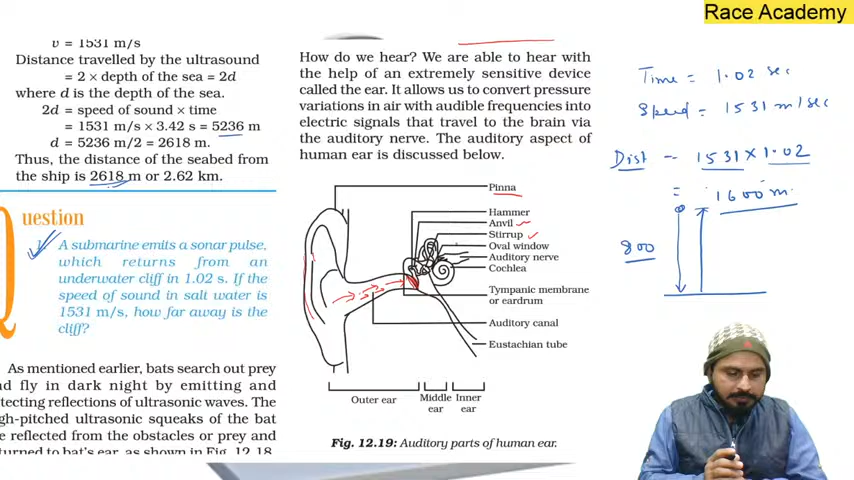 Race Academy
v = 1531 m/s
Distance travelled by the ultrasound
= 2 × depth of the sea = 2d
where d is the depth of the sea.
2d = speed of sound × time
= 1531 m/s × 3.42 s = 5236 m
d = 5236 m/2 = 2618 m.
Thus, the distance of the seabed from
the ship is 2618 m or 2.62 km.
Q
uestion
1. A submarine emits a sonar pulse,
which returns from an
underwater cliff in 1.02 s. If the
speed of sound in salt water is
1531 m/s, how far away is the
cliff?
As mentioned earlier, bats search out prey
and fly in dark night by emitting and
detecting reflections of ultrasonic waves. The
high-pitched ultrasonic squeaks of the bat
are reflected from the obstacles or prey and
returned to bat's ear, as shown in Fig. 12.18.
How do we hear? We are able to hear with
the help of an extremely sensitive device
called the ear. It allows us to convert pressure
variations in air with audible frequencies into
electric signals that travel to the brain via
the auditory nerve. The auditory aspect of
human ear is discussed below.
Pinna
Hammer
Anvil
Stirrup
Oval window
Auditory nerve
Cochlea
Tympanic membrane
or eardrum
Auditory canal
Eustachian tube
Outer ear
Middle
ear
Inner
ear
Fig. 12.19: Auditory parts of human ear.
Time = 1.02 sec
Speed = 1531 m/sec
Dist = 1531 × 1.02
= 1600 m.
800